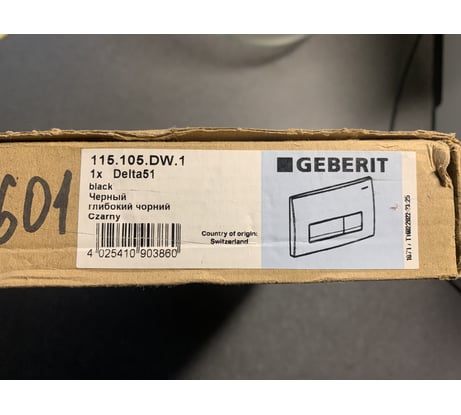 115.105.DW.1
1x Delta51
black
Черный
глибокий чорний
Czarny
4 025410 903860
Country of origin:
Switzerland
GEBERIT
601